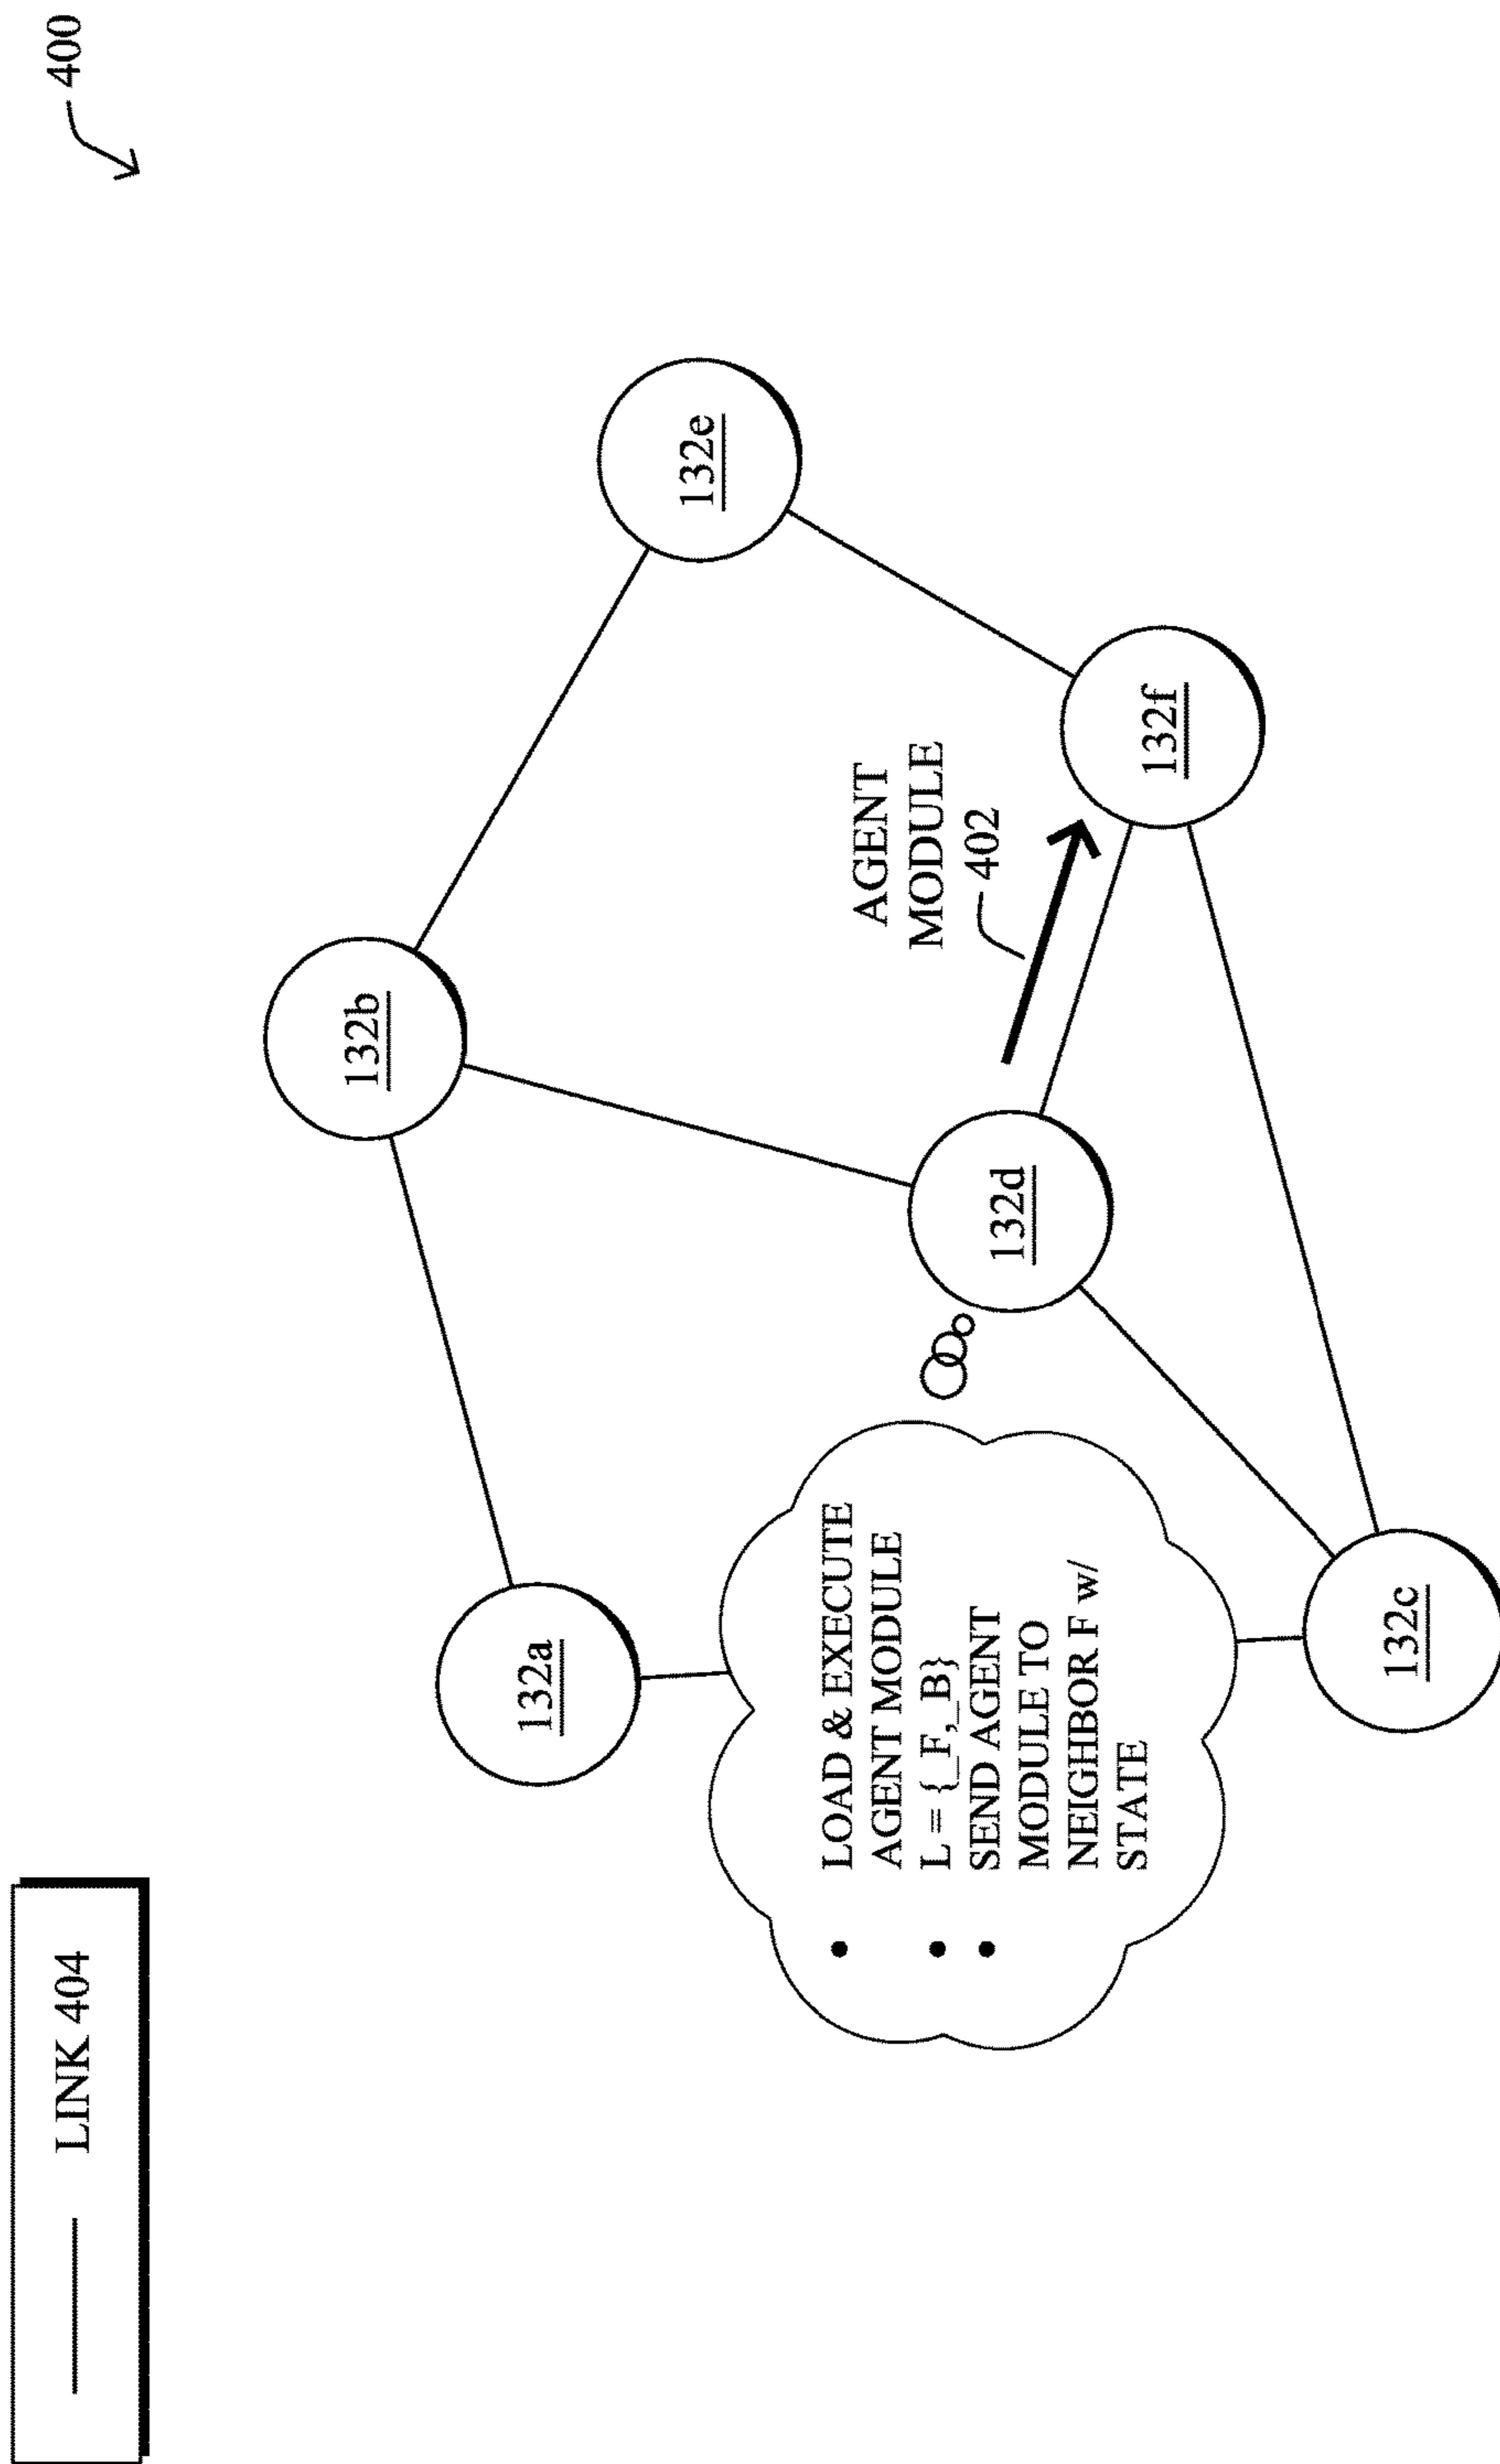 400
LINK 404
132a
132b
132e
LOAD & EXECUTE
AGENT MODULE
• L = {_F,_B}
• SEND AGENT
MODULE TO
NEIGHBOR F w/
STATE
132d
AGENT
MODULE
402
132f
132c